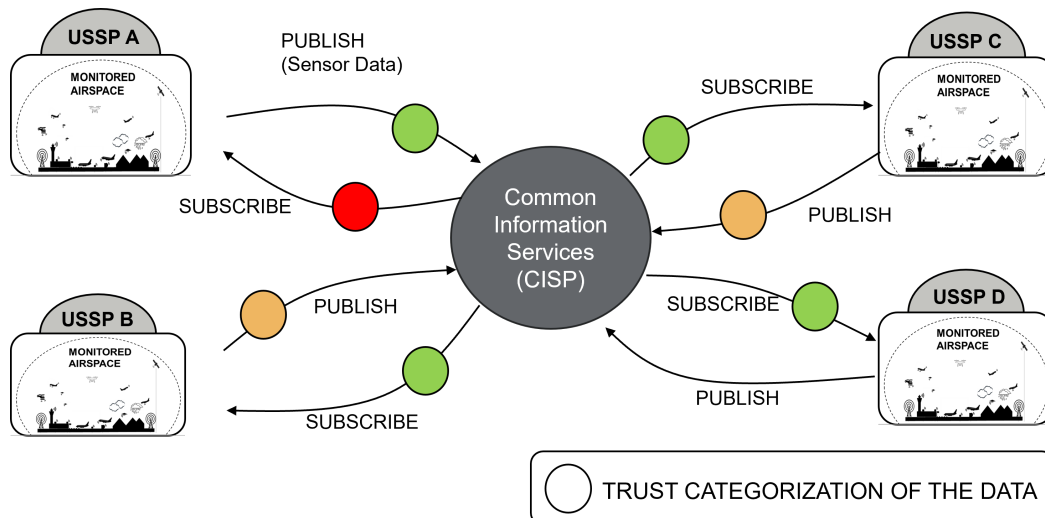 USSP A
MONITORED
AIRSPACE
PUBLISH
(Sensor Data)
SUBSCRIBE
USSP C
MONITORED
AIRSPACE
SUBSCRIBE
PUBLISH
Common
Information
Services
(CISP)
USSP B
MONITORED
AIRSPACE
PUBLISH
SUBSCRIBE
USSP D
MONITORED
AIRSPACE
SUBSCRIBE
PUBLISH
TRUST CATEGORIZATION OF THE DATA